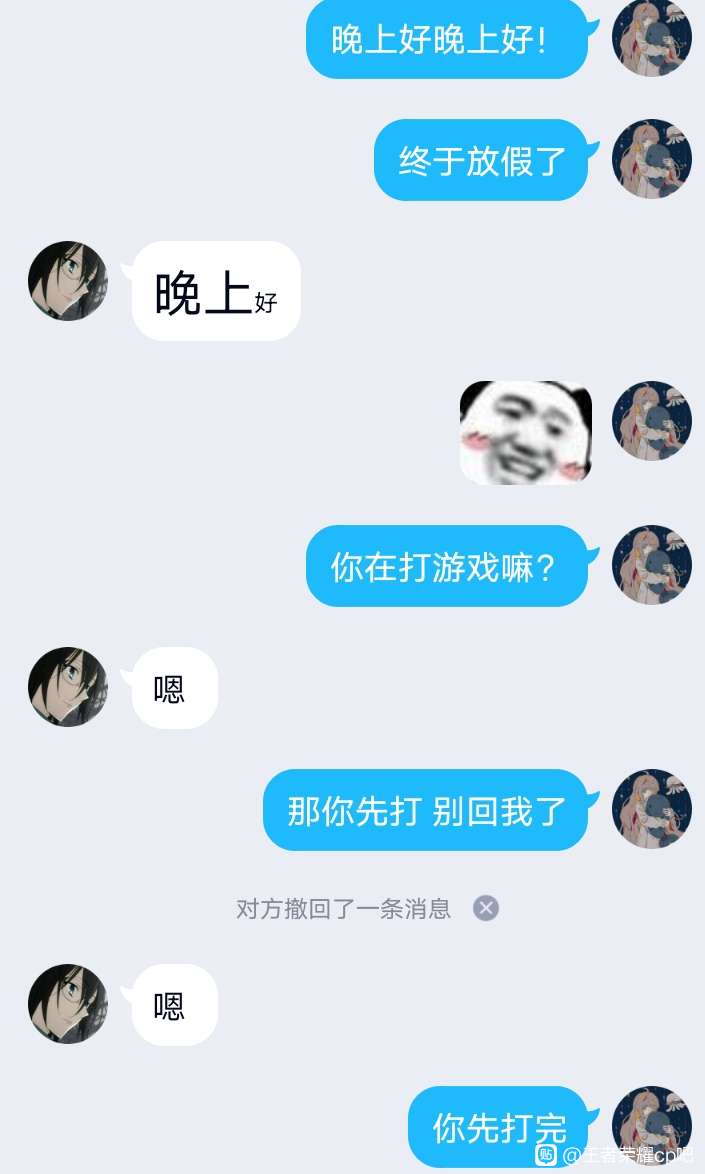 晚上好晚上好!
终于放假了
晚上好
你在打游戏嘛?
嗯
那你先打 别回我了
对方撤回了一条消息
嗯
你先打完
贴 @王者荣耀cp吧